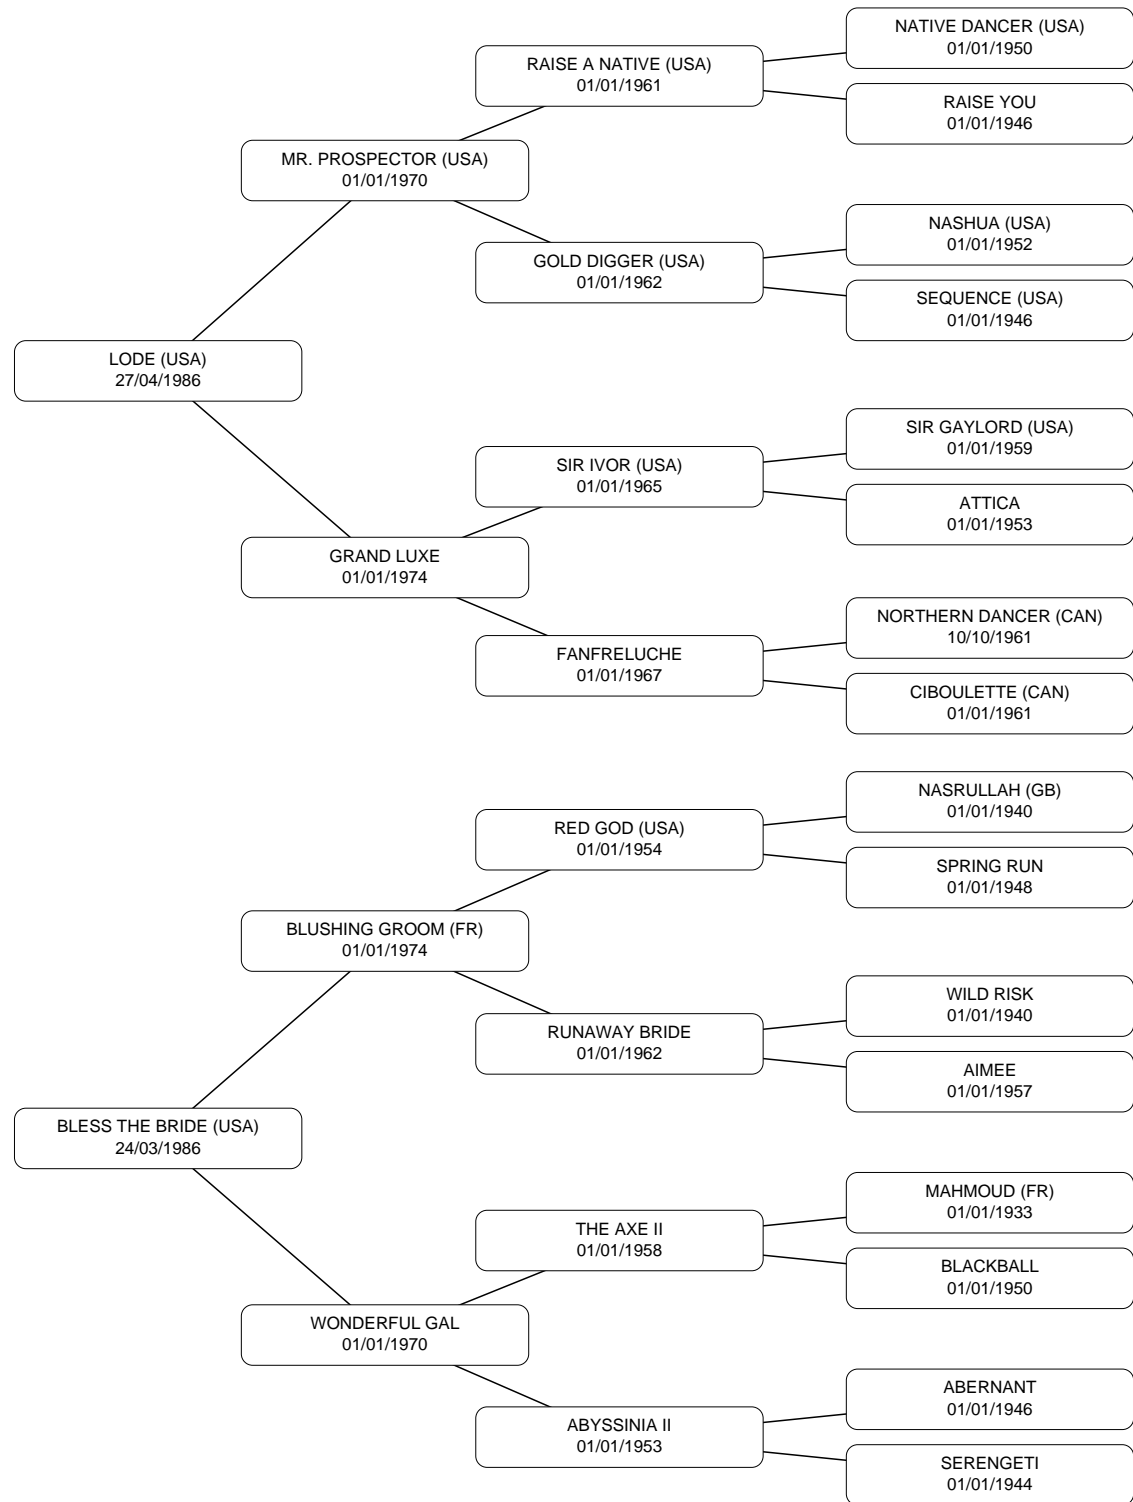 NATIVE DANCER (USA)
01/01/1950
RAISE A NATIVE (USA)
01/01/1961
RAISE YOU
01/01/1946
MR. PROSPECTOR (USA)
01/01/1970
NASHUA (USA)
01/01/1952
GOLD DIGGER (USA)
01/01/1962
SEQUENCE (USA)
01/01/1946
LODE (USA)
27/04/1986
SIR GAYLORD (USA)
01/01/1959
SIR IVOR (USA)
01/01/1965
ATTICA
01/01/1953
GRAND LUXE
01/01/1974
NORTHERN DANCER (CAN)
10/10/1961
FANFRELUCHE
01/01/1967
CIBOULETTE (CAN)
01/01/1961
NASRULLAH (GB)
01/01/1940
RED GOD (USA)
01/01/1954
SPRING RUN
01/01/1948
BLUSHING GROOM (FR)
01/01/1974
WILD RISK
01/01/1940
RUNAWAY BRIDE
01/01/1962
AIMEE
01/01/1957
BLESS THE BRIDE (USA)
24/03/1986
MAHMOUD (FR)
01/01/1933
THE AXE II
01/01/1958
BLACKBALL
01/01/1950
WONDERFUL GAL
01/01/1970
ABERNANT
01/01/1946
ABYSSINIA II
01/01/1953
SERENGETI
01/01/1944